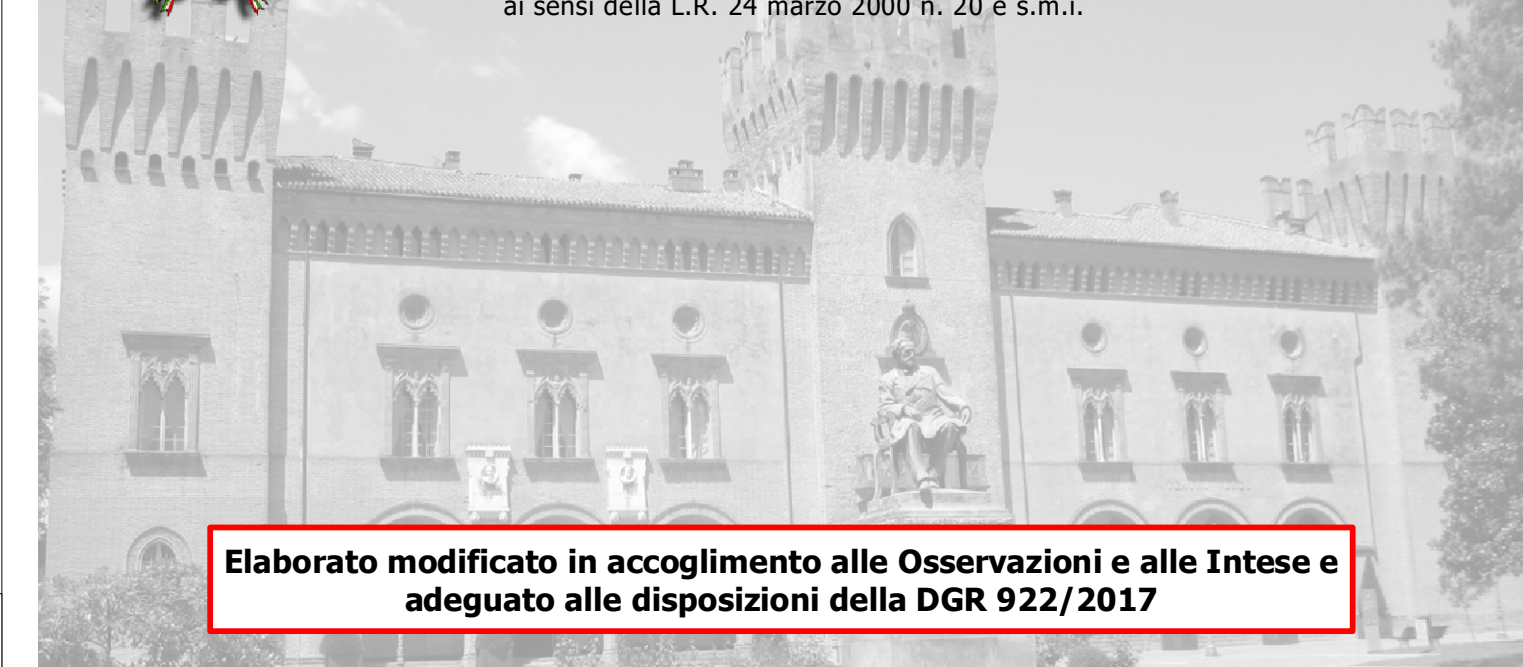 ai sensi della L.R. 24 marzo 2000 n. 20 e s.m.i.
Elaborato modificato in accoglimento alle Osservazioni e alle Intese e
adeguato alle disposizioni della DGR 922/2017